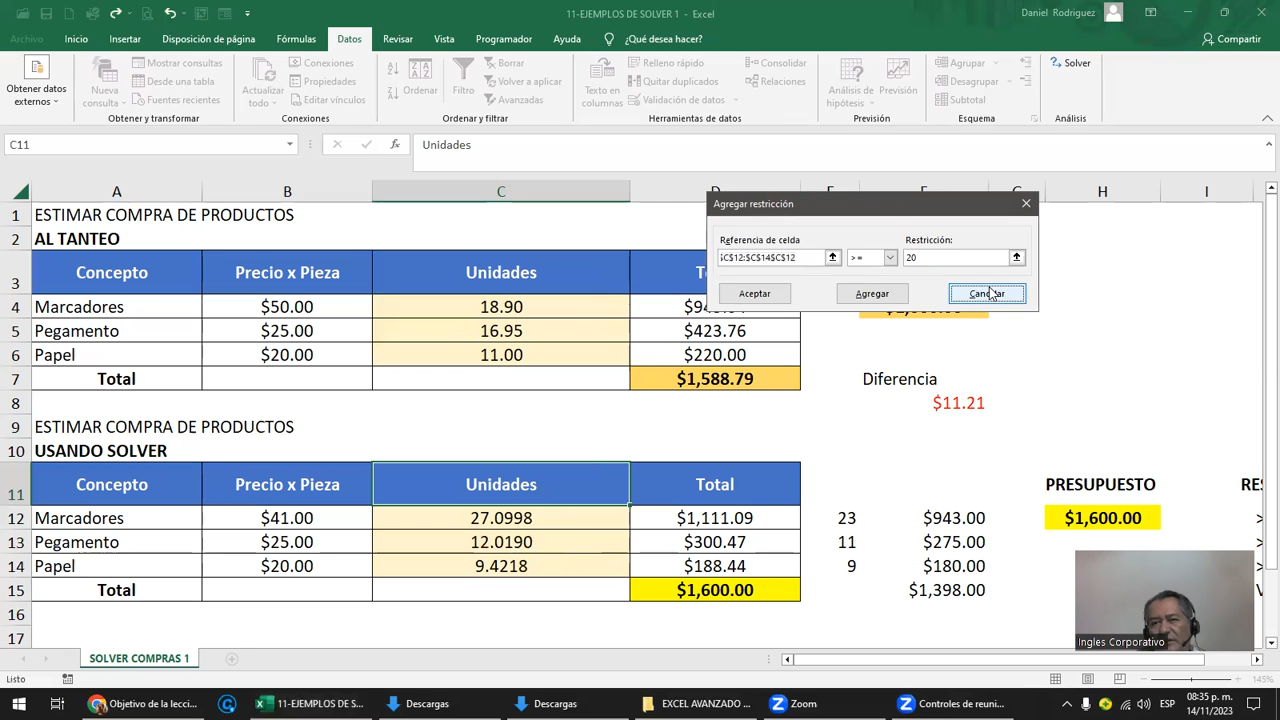 11-EJEMPLOS DE SOLVER 1 - Excel
Daniel Rodriguez
Archivo Inicio Insertar Disposición de página Fórmulas Datos Revisar Vista Programador Ayuda ¿Qué desea hacer? Compartir
Obtener datos externos
Nueva consulta
Mostrar consultas
Desde una tabla
Fuentes recientes
Obtener y transformar
Actualizar todo
Conexiones
Propiedades
Editar vínculos
Conexiones
Ordenar
Filtro
Borrar
Volver a aplicar
Avanzadas
Ordenar y filtrar
Texto en columnas
Relleno rápido
Quitar duplicados
Validación de datos
Consolidar
Relaciones
Herramientas de datos
Análisis de hipótesis
Previsión
Previsión
Agrupar
Desagrupar
Subtotal
Esquema
Solver
Análisis
C11 fx Unidades
Agregar restricción
Referencia de celda Restricción:
$C$12:$C$14$C$12 >= 20
Aceptar Agregar Cancelar
A B C D E F G H I
1 ESTIMAR COMPRA DE PRODUCTOS
2 AL TANTEO
3 Concepto Precio x Pieza Unidades
4 Marcadores $50.00 18.90
5 Pegamento $25.00 16.95 $423.76
6 Papel $20.00 11.00 $220.00
7 Total $1,588.79 Diferencia
8 $11.21
9 ESTIMAR COMPRA DE PRODUCTOS
10 USANDO SOLVER
11 Concepto Precio x Pieza Unidades Total PRESUPUESTO
12 Marcadores $41.00 27.0998 $1,111.09 23 $943.00 $1,600.00 >
13 Pegamento $25.00 12.0190 $300.47 11 $275.00
14 Papel $20.00 9.4218 $188.44 9 $180.00
15 Total $1,600.00 $1,398.00
16
17
Ingles Corporativo
SOLVER COMPRAS 1
Listo 145%
Objetivo de la lecci... 11-EJEMPLOS DE S... Descargas Descargas EXCEL AVANZADO ... Zoom Controles de reuni... ESP 08:35 p. m.
14/11/2023